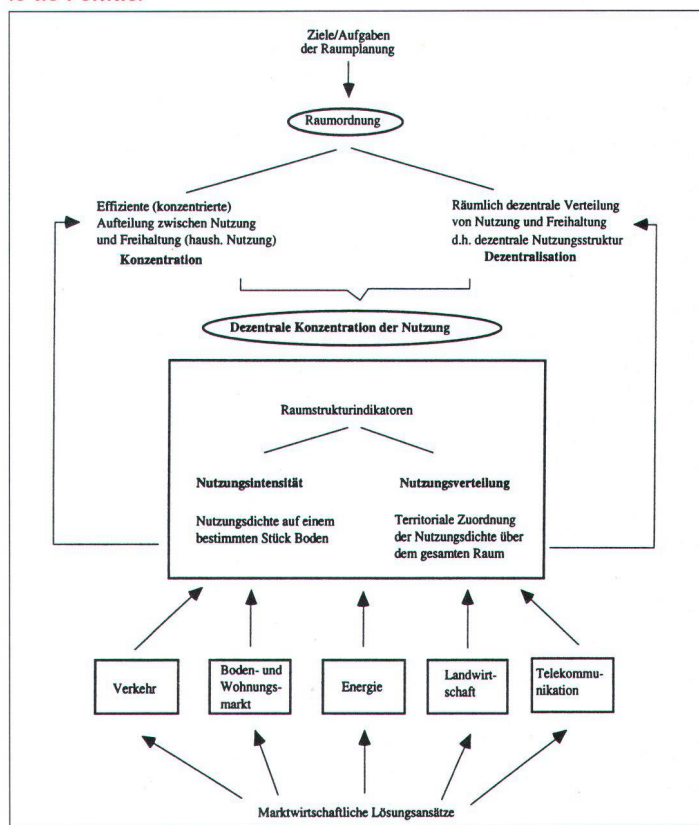 Ziele/Aufgaben
der Raumplanung
Raumordnung
Effiziente (konzentrierte)
Aufteilung zwischen Nutzung
und Freihaltung (haush. Nutzung)
Konzentration
Räumlich dezentrale Verteilung
von Nutzung und Freihaltung
d.h. dezentrale Nutzungsstruktur
Dezentralisation
Dezentrale Konzentration der Nutzung
Raumstrukturindikatoren
Nutzungsintensität
Nutzungsdichte auf einem
bestimmten Stück Boden
Nutzungsverteilung
Territoriale Zuordnung
der Nutzungsdichte über
dem gesamten Raum
Verkehr
Boden- und
Wohnungs-
markt
Energie
Landwirt-
schaft
Telekommu-
nikation
Marktwirtschaftliche Lösungsansätze